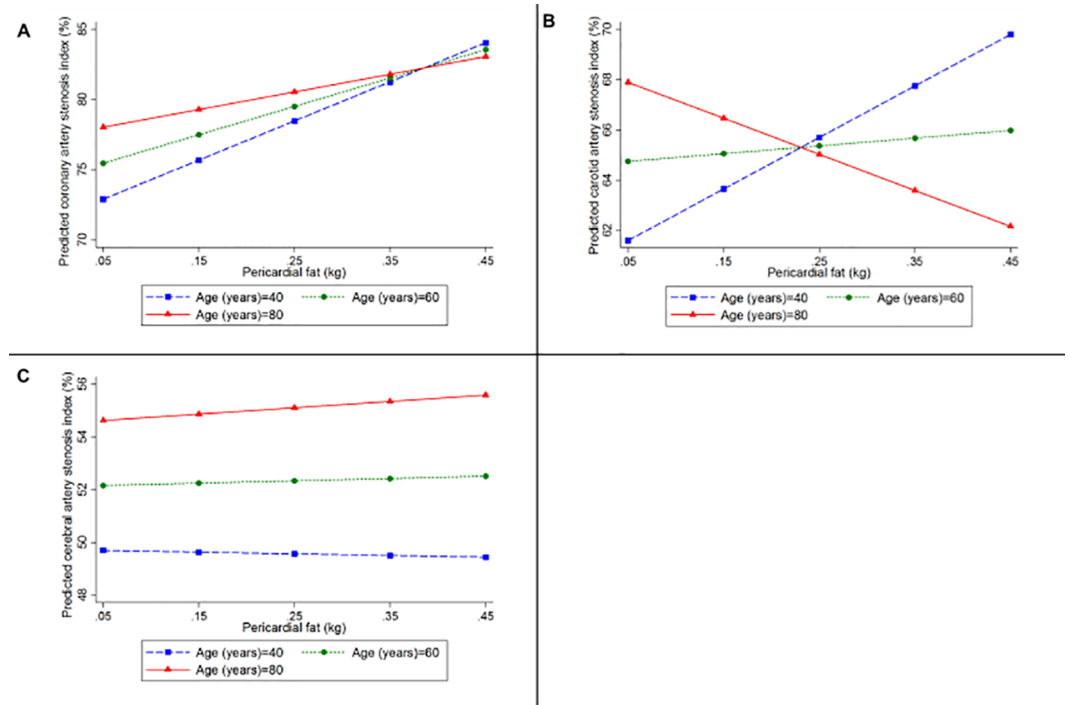 A
Predicted coronary artery stenosis index (%)
85
80
75
70
.05 .15 .25 .35 .45
Pericardial fat (kg)
Age (years)=40 Age (years)=60
Age (years)=80
B
Predicted carotid artery stenosis index (%)
70
68
66
64
62
.05 .15 .25 .35 .45
Pericardial fat (kg)
Age (years)=40 Age (years)=60
Age (years)=80
C
Predicted cerebral artery stenosis index (%)
56
54
52
50
48
.05 .15 .25 .35 .45
Pericardial fat (kg)
Age (years)=40 Age (years)=60
Age (years)=80